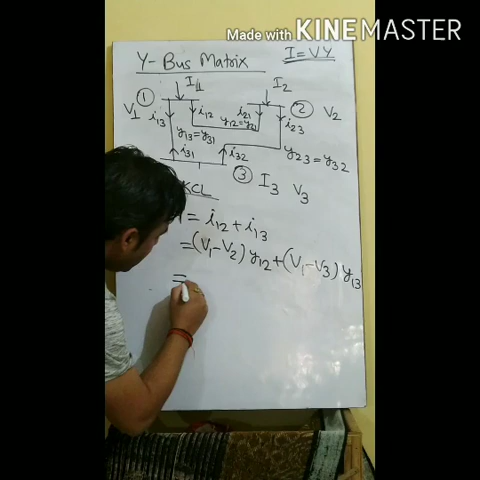 Made with KINEMASTER
Y- Bus Matrix
I = VY
I1
I2
1
2
V1
V2
i13
i12
i21
i23
y12=y21
y13=y31
y23=y32
i31
i32
3
I3 V3
KCL
= i12 + i13
=(V1-V2) y12+(V1-V3) y13
=